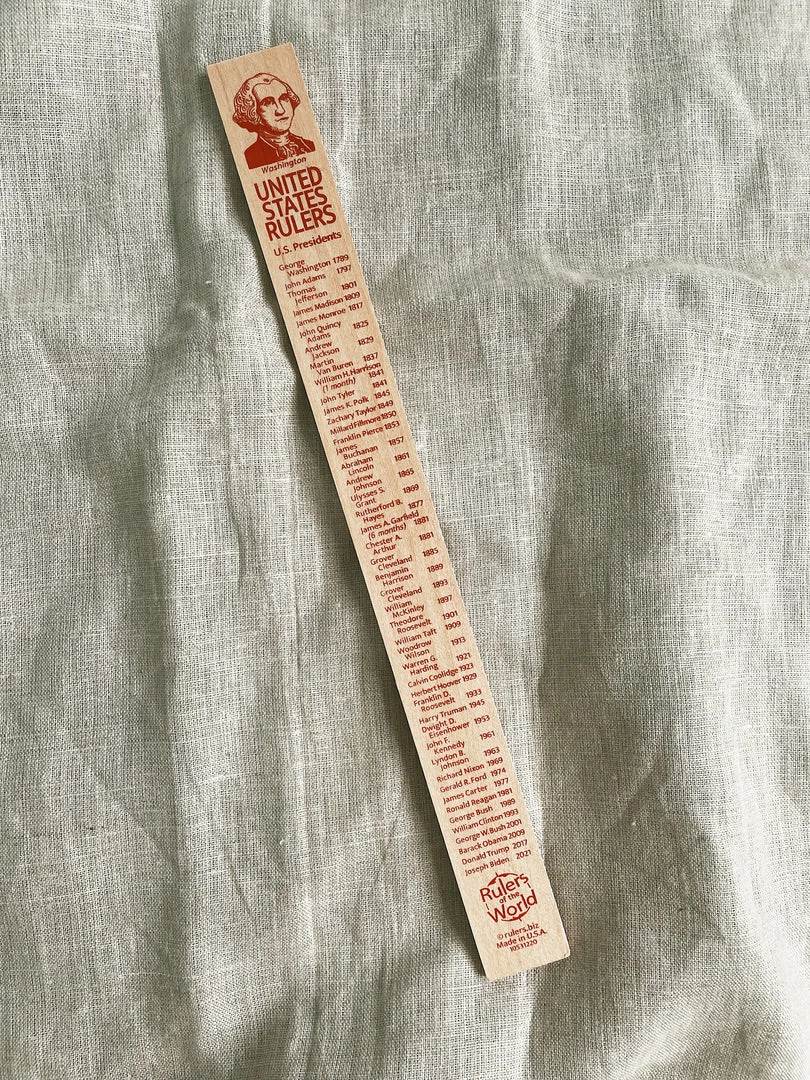 Washington
UNITED
STATES
RULERS
U.S. Presidents
George
Washington 1789
John Adams 1797
Thomas
Jefferson 1801
James Madison 1809
James Monroe 1817
John Quincy
Adams 1825
Andrew
Jackson 1829
Martin
Van Buren 1837
William H. Harrison
(1 month) 1841
John Tyler 1841
James K. Polk 1845
Zachary Taylor 1849
Millard Fillmore 1850
Franklin Pierce 1853
James
Buchanan 1857
Abraham
Lincoln 1861
Andrew
Johnson 1865
Ulysses S.
Grant 1869
Rutherford B.
Hayes 1877
James A. Garfield
(6 months) 1881
Chester A.
Arthur 1881
Grover
Cleveland 1885
Benjamin
Harrison 1889
Grover
Cleveland 1893
William
McKinley 1897
Theodore
Roosevelt 1901
William Taft 1909
Woodrow
Wilson 1913
Warren G.
Harding 1921
Calvin Coolidge 1923
Herbert Hoover 1929
Franklin D.
Roosevelt 1933
Harry Truman 1945
Dwight D.
Eisenhower 1953
John F.
Kennedy 1961
Lyndon B.
Johnson 1963
Richard Nixon 1969
Gerald R. Ford 1974
James Carter 1977
Ronald Reagan 1981
George Bush 1989
William Clinton 1993
George W. Bush 2001
Barack Obama 2009
Donald Trump 2017
Joseph Biden 2021
Rulers
of the
World
© rulers.biz
Made in U.S.A.
10531220